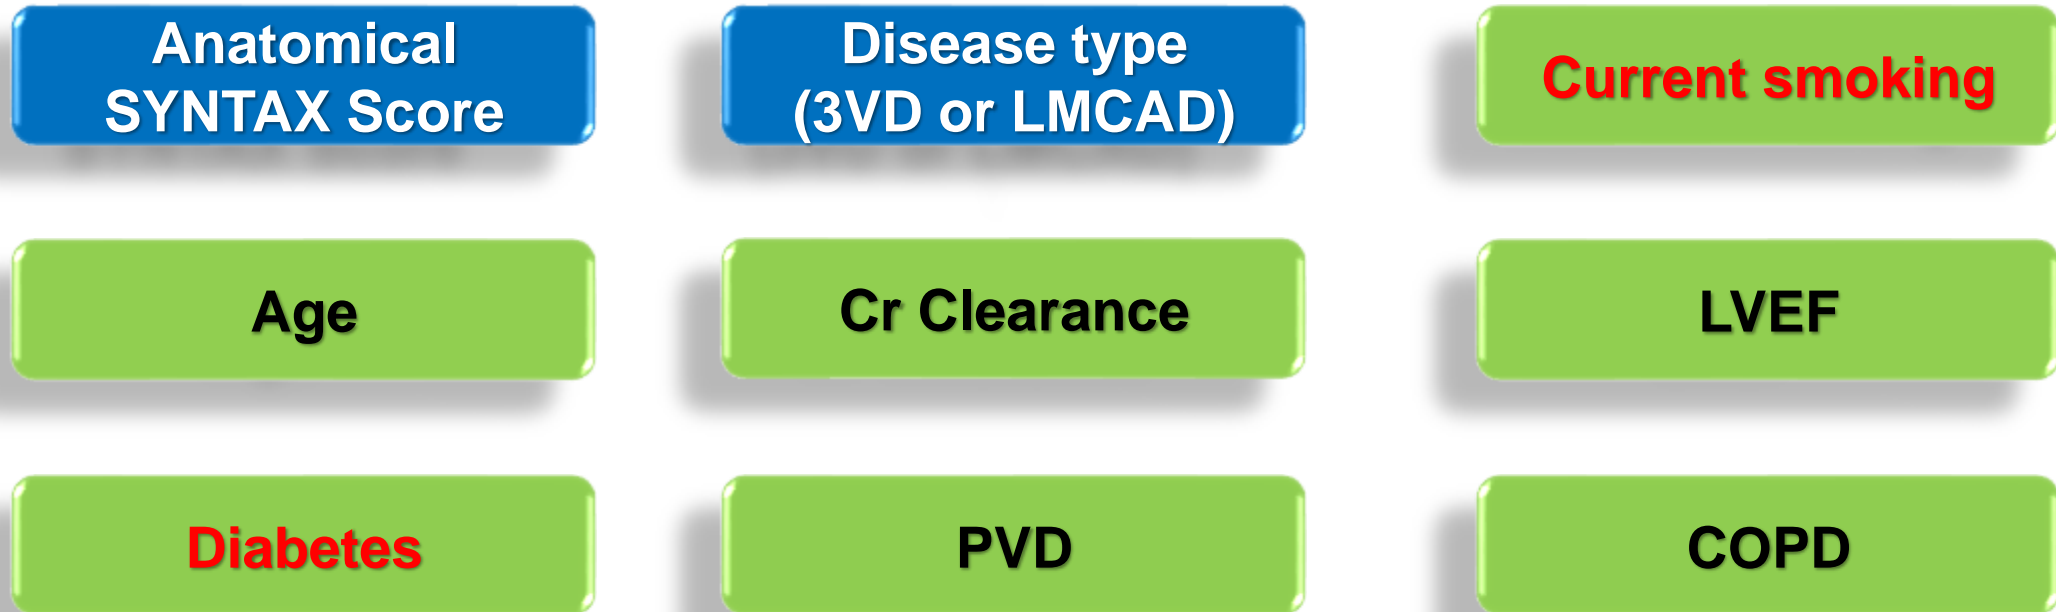 Anatomical
SYNTAX Score
Disease type
(3VD or LMCAD)
Current smoking
Age
Cr Clearance
LVEF
Diabetes
PVD
COPD